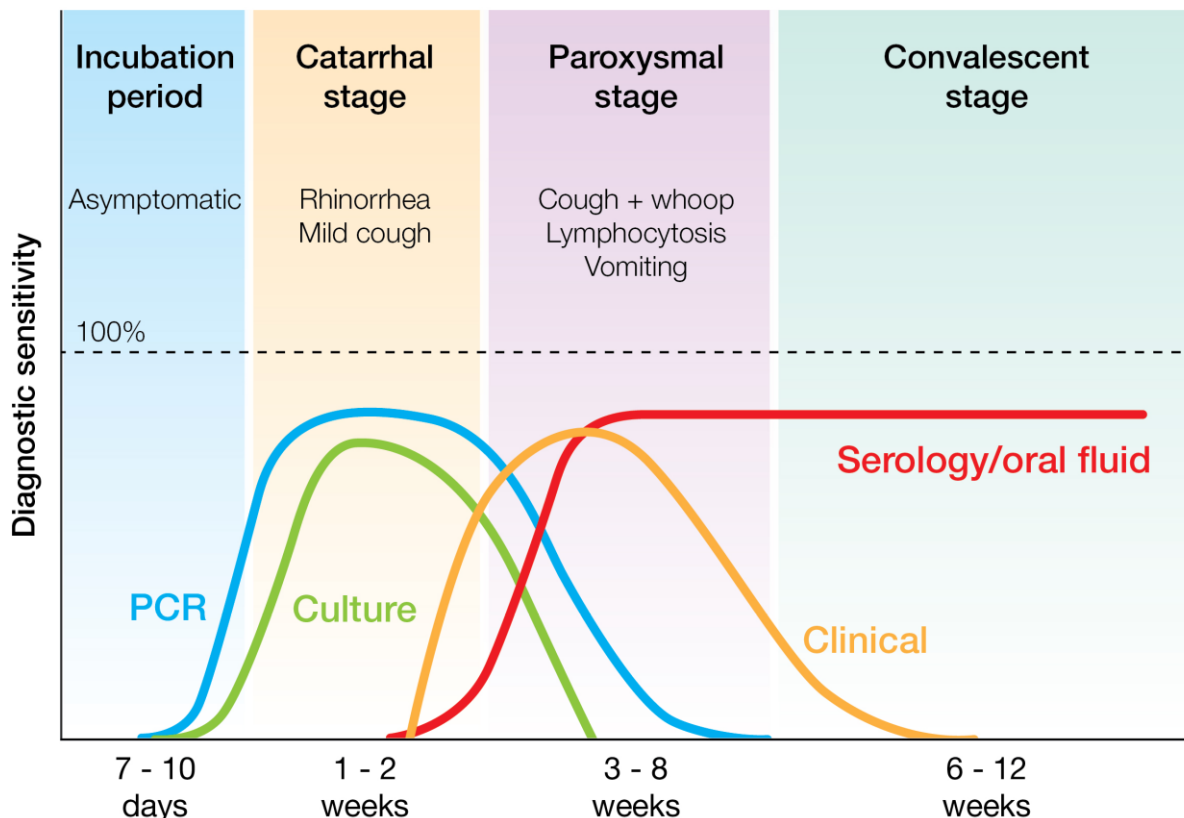 Incubation
period
Catarrhal
stage
Paroxysmal
stage
Convalescent
stage
Asymptomatic
Rhinorrhea
Mild cough
Cough + whoop
Lymphocytosis
Vomiting
Diagnostic sensitivity
100%
Serology/oral fluid
PCR
Culture
Clinical
7 - 10
days
1 - 2
weeks
3 - 8
weeks
6 - 12
weeks